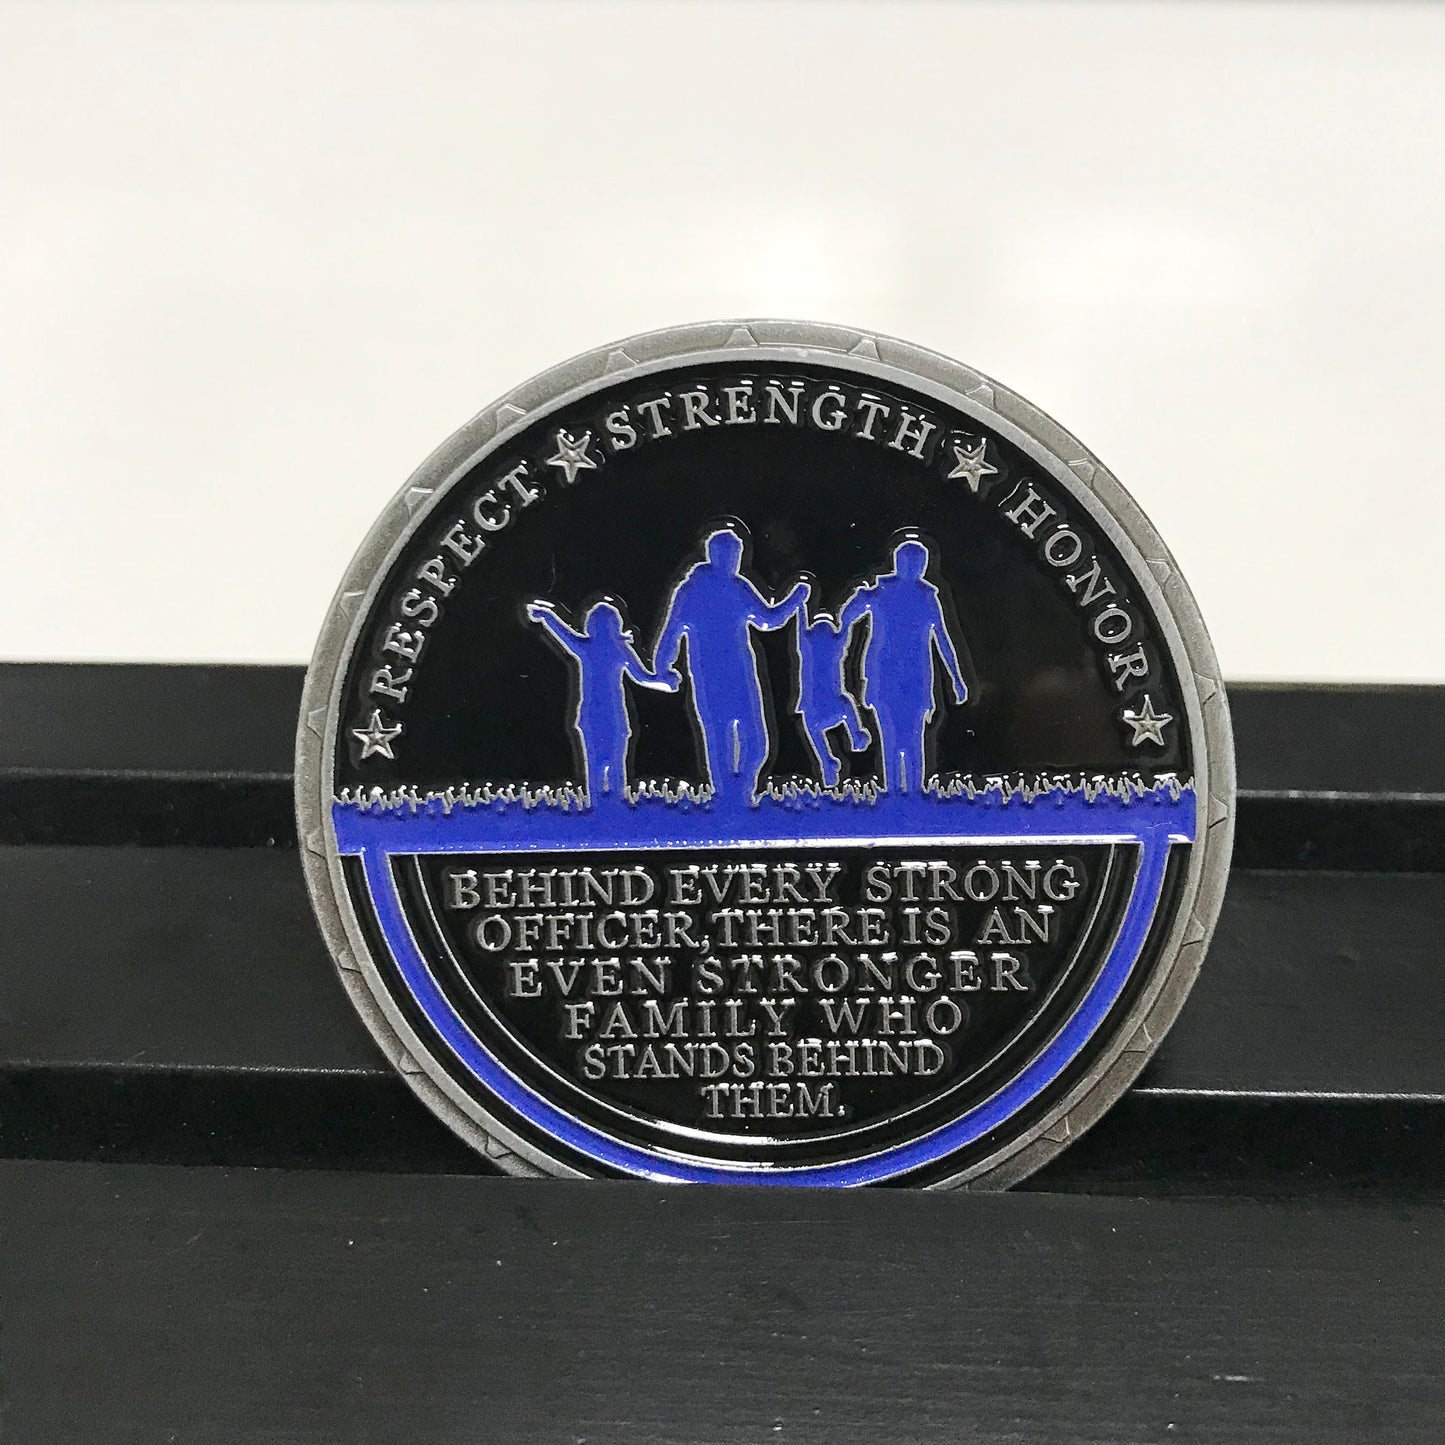 RESPECT STRENGTH HONOR
BEHIND EVERY STRONG
OFFICER, THERE IS AN
EVEN STRONGER
FAMILY WHO
STANDS BEHIND
THEM.